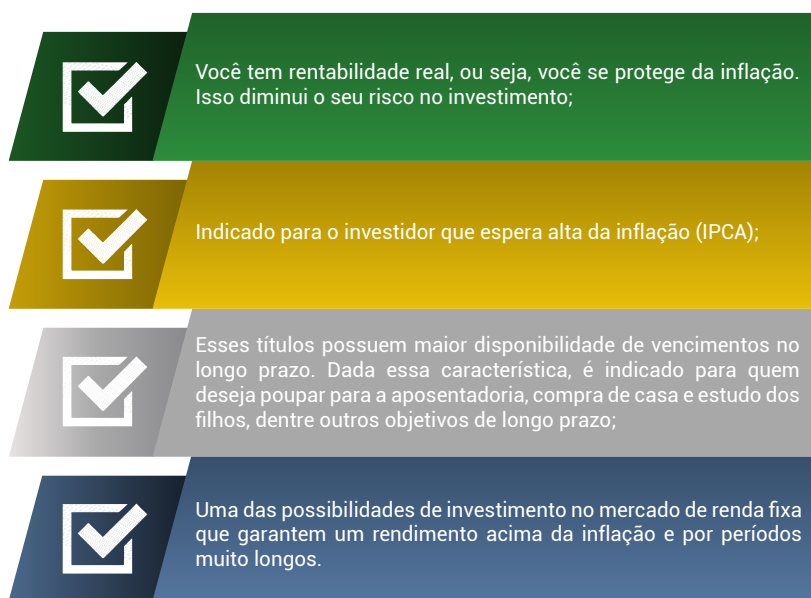 Você tem rentabilidade real, ou seja, você se protege da inflação.
Isso diminui o seu risco no investimento;
Indicado para o investidor que espera alta da inflação (IPCA);
Esses títulos possuem maior disponibilidade de vencimentos no
longo prazo. Dada essa característica, é indicado para quem
deseja poupar para a aposentadoria, compra de casa e estudo dos
filhos, dentre outros objetivos de longo prazo;
Uma das possibilidades de investimento no mercado de renda fixa
que garantem um rendimento acima da inflação e por períodos
muito longos.